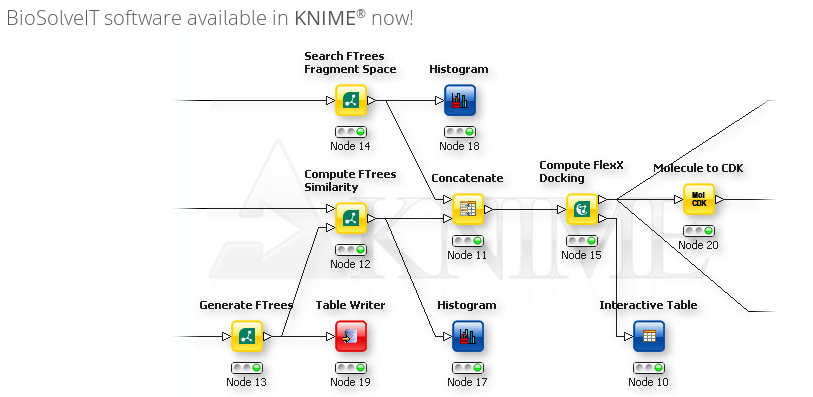 BioSolveIT software available in KNIME® now!
Search FTrees
Fragment Space
Histogram
Node 14
Node 18
Compute FTrees
Similarity
Concatenate
Compute FlexX
Docking
Molecule to CDK
Mol
CDK
Node 12
Node 11
Node 15
Node 20
KNIME
Generate FTrees
Table Writer
Histogram
Interactive Table
Node 13
Node 19
Node 17
Node 10